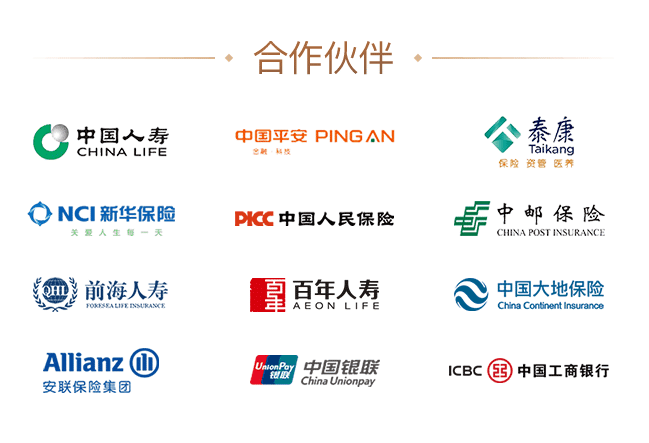 合作伙伴
中国人寿
CHINA LIFE
中国平安 PING AN
金融 · 科技
泰康
Taikang
保险 资管 医养
NCI 新华保险
关爱人生每一天
PICC 中国人民保险
中邮保险
CHINA POST INSURANCE
QHL 前海人寿
FORESEA LIFE INSURANCE
百年 百年人寿
AEON LIFE
中国大地保险
China Continent Insurance
Allianz
安联保险集团
UnionPay
银联
中国银联
China Unionpay
ICBC 中国工商银行